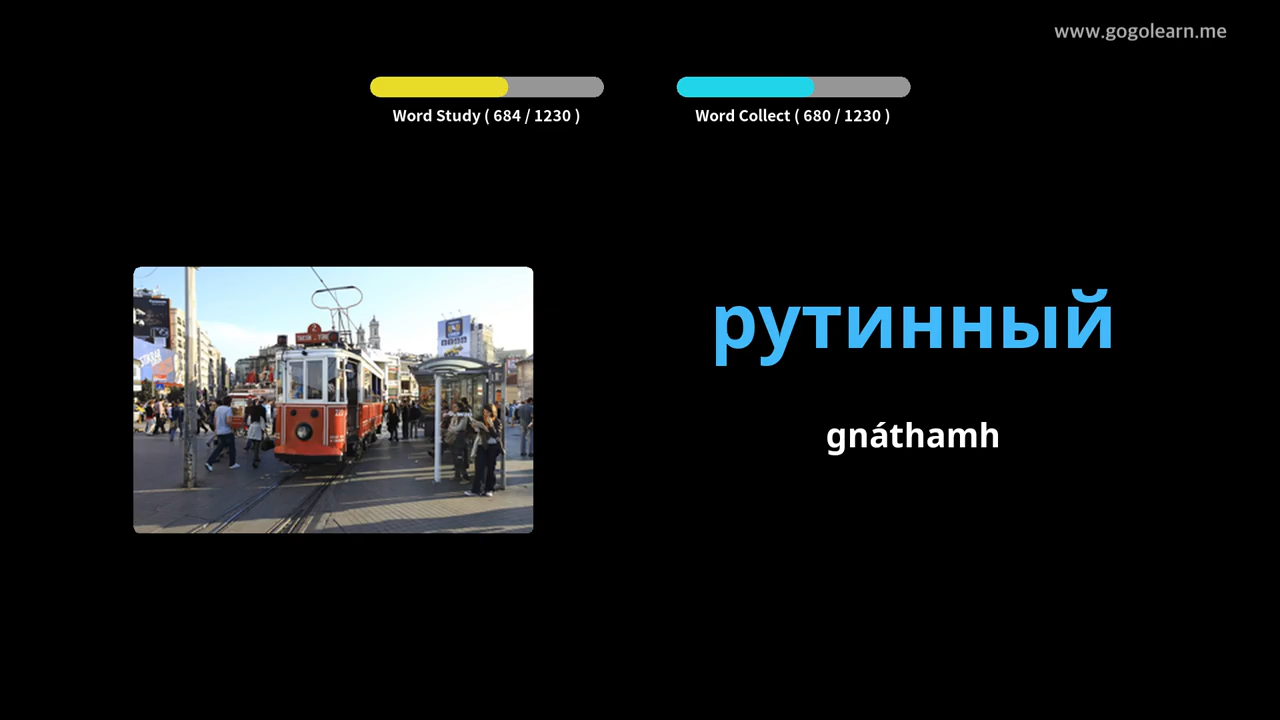 www.gogolearn.me
Word Study ( 684 / 1230 )
Word Collect ( 680 / 1230 )
рутинный
gnáthamh